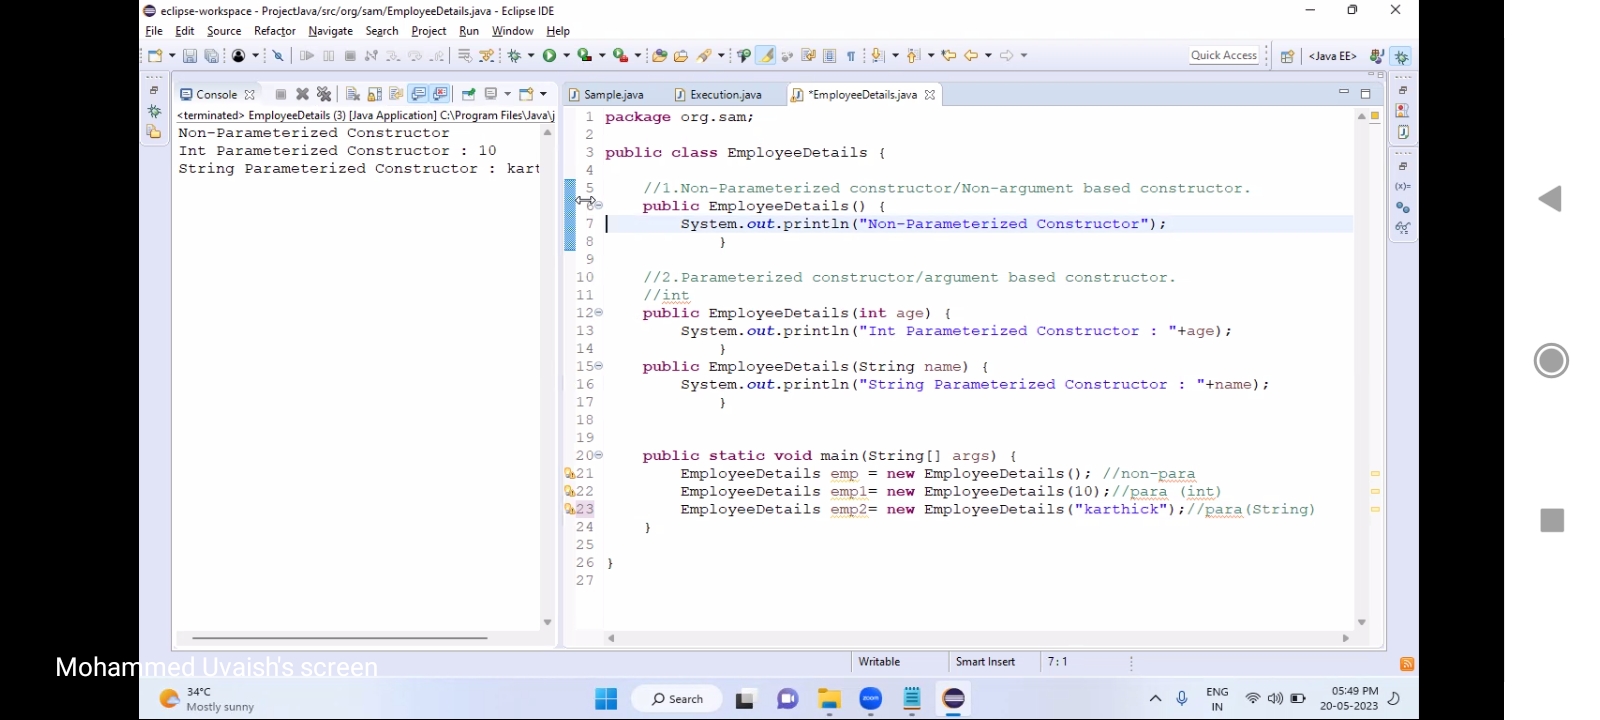 eclipse-workspace - ProjectJava/src/org/sam/EmployeeDetails.java - Eclipse IDE
File Edit Source Refactor Navigate Search Project Run Window Help
Quick Access <Java EE>
Console
Sample.java Execution.java *EmployeeDetails.java
<terminated> EmployeeDetails (3) [Java Application] C:\Program Files\Java\j
Non-Parameterized Constructor
Int Parameterized Constructor : 10
String Parameterized Constructor : kart
1 package org.sam;
2
3 public class EmployeeDetails {
4
5 //1.Non-Parameterized constructor/Non-argument based constructor.
6 public EmployeeDetails() {
7 System.out.println("Non-Parameterized Constructor");
8 }
9
10 //2.Parameterized constructor/argument based constructor.
11 //int
12 public EmployeeDetails(int age) {
13 System.out.println("Int Parameterized Constructor : "+age);
14 }
15 public EmployeeDetails(String name) {
16 System.out.println("String Parameterized Constructor : "+name);
17 }
18
19
20 public static void main(String[] args) {
21 EmployeeDetails emp = new EmployeeDetails(); //non-para
22 EmployeeDetails emp1= new EmployeeDetails(10);//para (int)
23 EmployeeDetails emp2= new EmployeeDetails("karthick");//para(String)
24 }
25
26 }
27
Writable Smart Insert 7 : 1
Mohammed Uvaish's screen
34°C
Mostly sunny
Search
zoom
ENG
IN
05:49 PM
20-05-2023